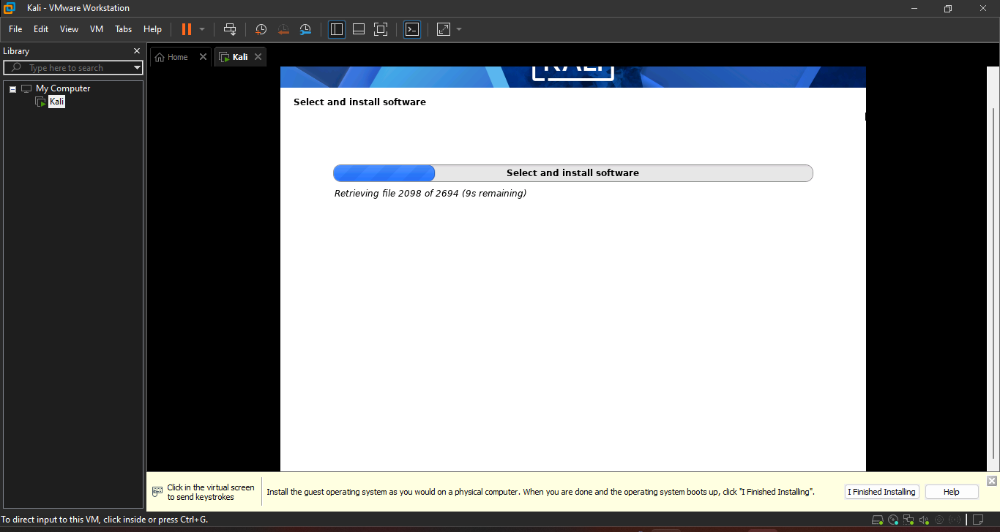 Kali - VMware Workstation
File Edit View VM Tabs Help
Library
Home
Kali
Type here to search
My Computer
Kali
KALI
Select and install software
Select and install software
Retrieving file 2098 of 2694 (9s remaining)
Click in the virtual screen
to send keystrokes
Install the guest operating system as you would on a physical computer. When you are done and the operating system boots up, click "I Finished Installing".
I Finished Installing
Help
To direct input to this VM, click inside or press Ctrl+G.